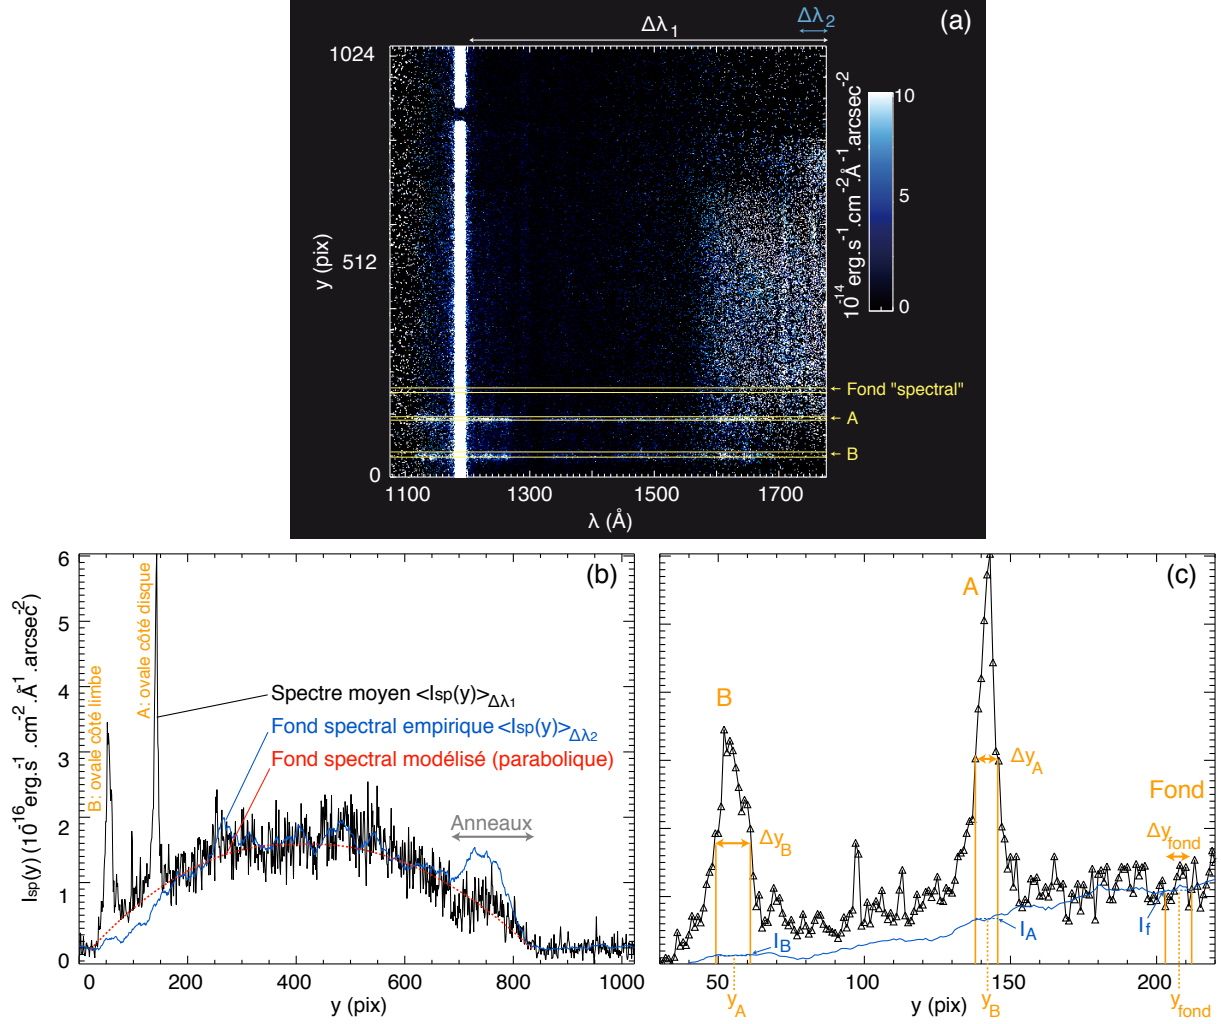 (a)
Δλ1
Δλ2
1024
512
0
y (pix)
1100
1300
1500
1700
λ (Å)
10
5
0
10-14 erg.s-1.cm-2.Å-1.arcsec-2
Fond "spectral"
A
B
(b)
6
5
4
3
2
1
0
Isp(y) (10-16 erg.s-1 .cm-2 .Å-1 .arcsec-2)
B: ovale côté limbe
A: ovale côté disque
Spectre moyen <Isp(y)>Δλ1
Fond spectral empirique <Isp(y)>Δλ2
Fond spectral modélisé (parabolique)
Anneaux
0
200
400
600
800
1000
y (pix)
(c)
A
B
ΔyA
ΔyB
Fond
Δyfond
IB
IA
If
50
100
150
200
yA
y (pix)
yB
yfond